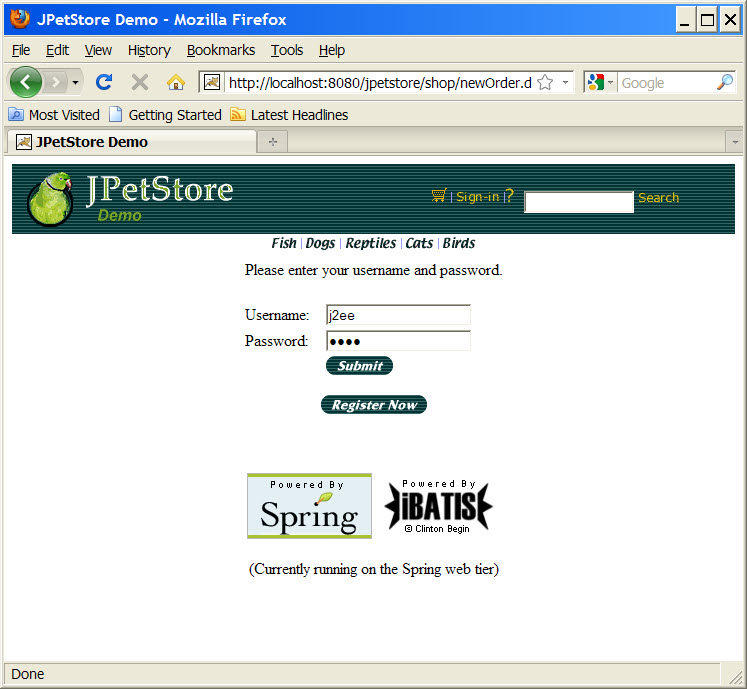 JPetStore Demo - Mozilla Firefox
File Edit View History Bookmarks Tools Help
http://localhost:8080/jpetstore/shop/newOrder.d Google
Most Visited Getting Started Latest Headlines
JPetStore Demo
JPetStore
Demo
| Sign-in |? Search
Fish | Dogs | Reptiles | Cats | Birds
Please enter your username and password.
Username: j2ee
Password: ●●●●
Submit
Register Now
Powered By
Spring
Powered By
iBATIS
© Clinton Begin
(Currently running on the Spring web tier)
Done